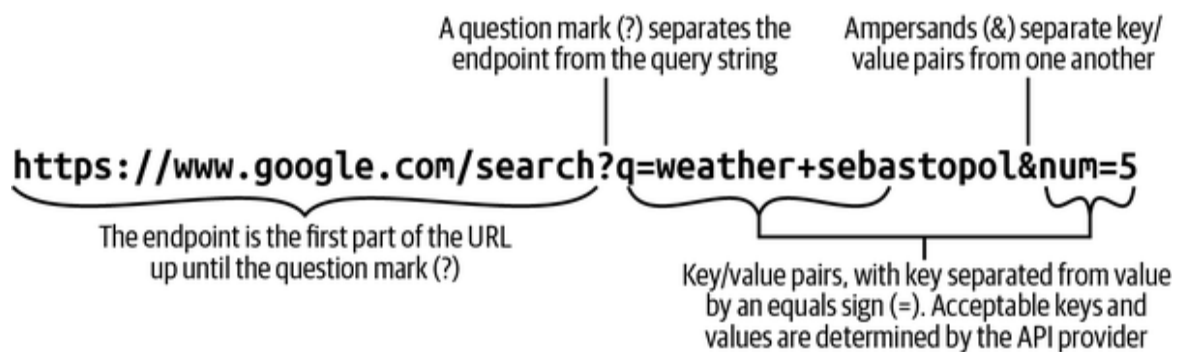 A question mark (?) separates the
endpoint from the query string
Ampersands (&) separate key/
value pairs from one another
https://www.google.com/search?q=weather+sebastopol&num=5
The endpoint is the first part of the URL
up until the question mark (?)
Key/value pairs, with key separated from value
by an equals sign (=). Acceptable keys and
values are determined by the API provider